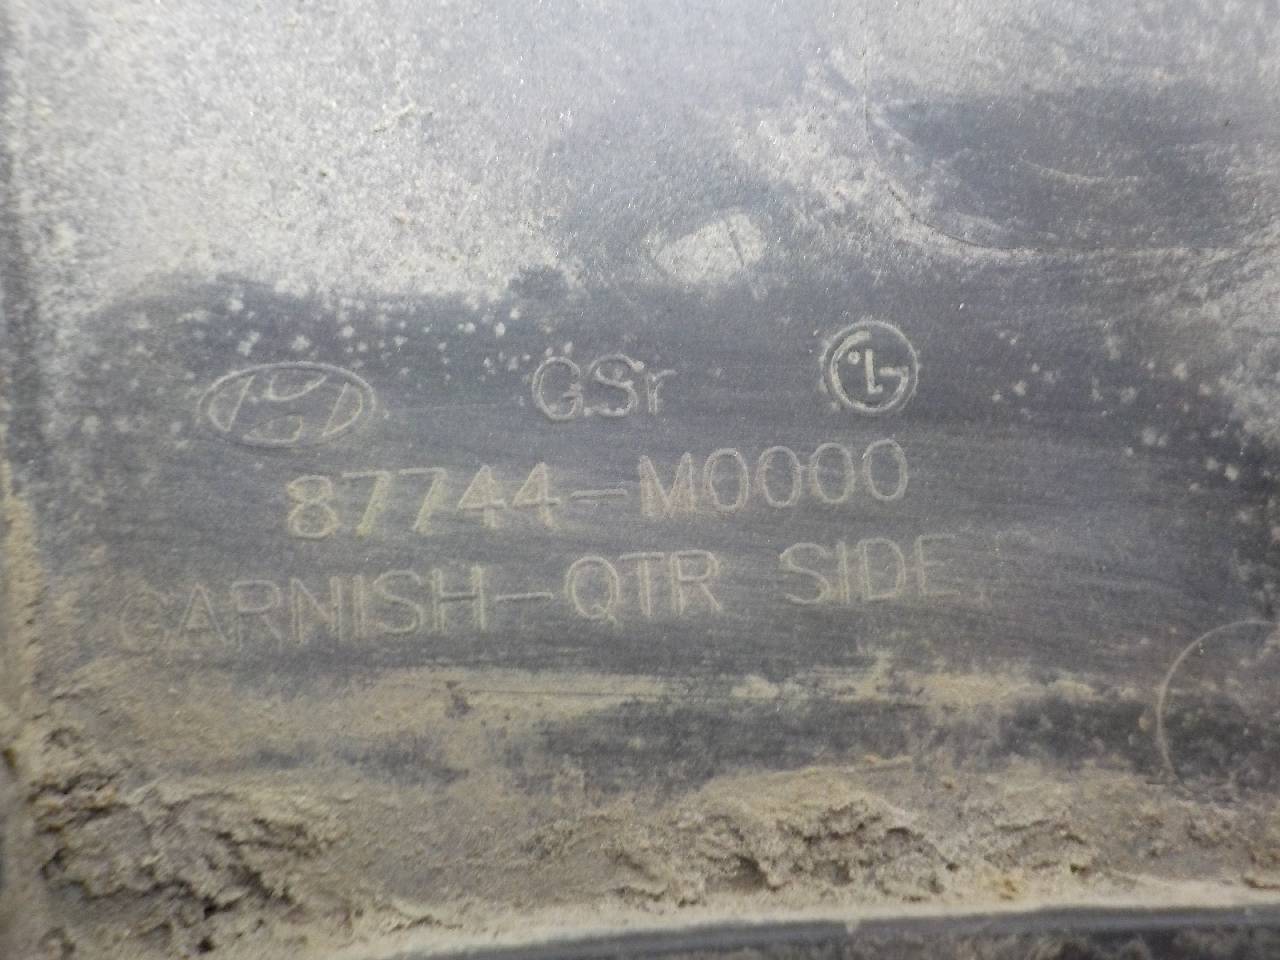 GSr
87744-M0000
GARNISH-QTR SIDE